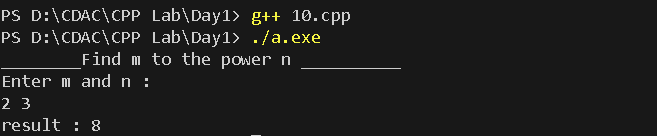 PS D:\CDAC\CPP Lab\Day1> g++ 10.cpp
PS D:\CDAC\CPP Lab\Day1> ./a.exe
________Find m to the power n __________
Enter m and n :
2 3
result : 8